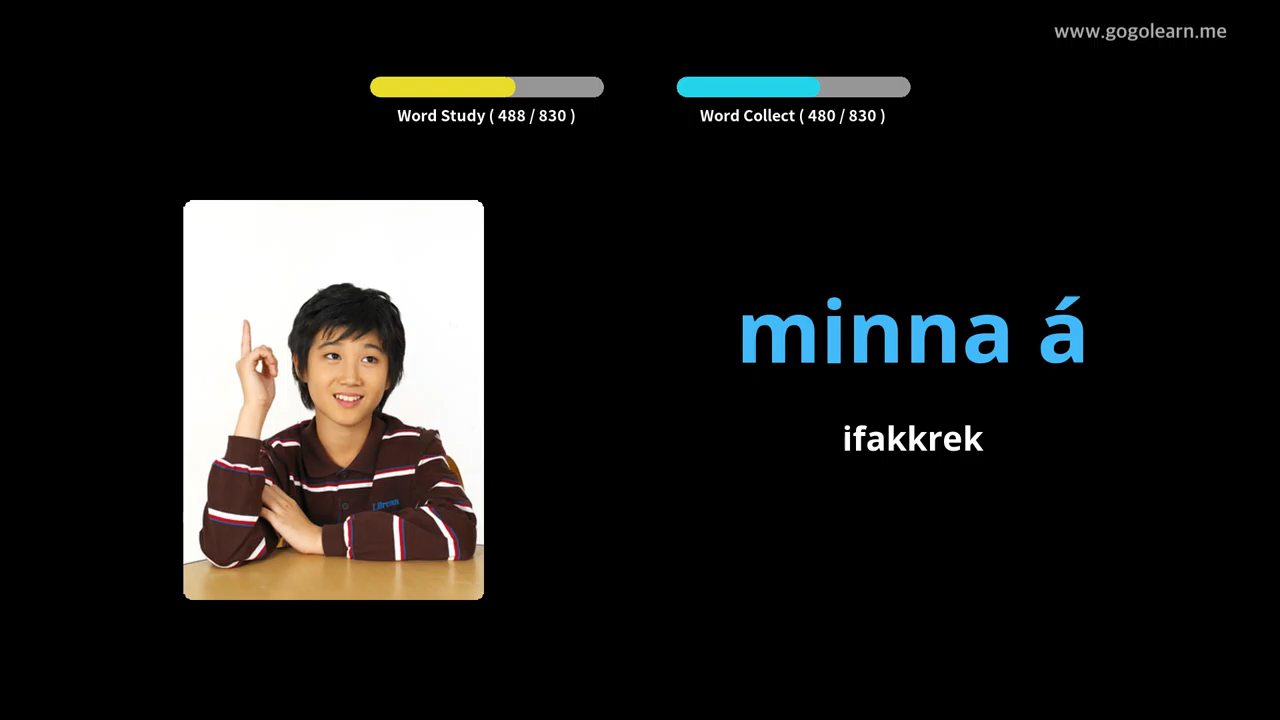 www.gogolearn.me
Word Study ( 488 / 830 )
Word Collect ( 480 / 830 )
minna á
ifakkrek